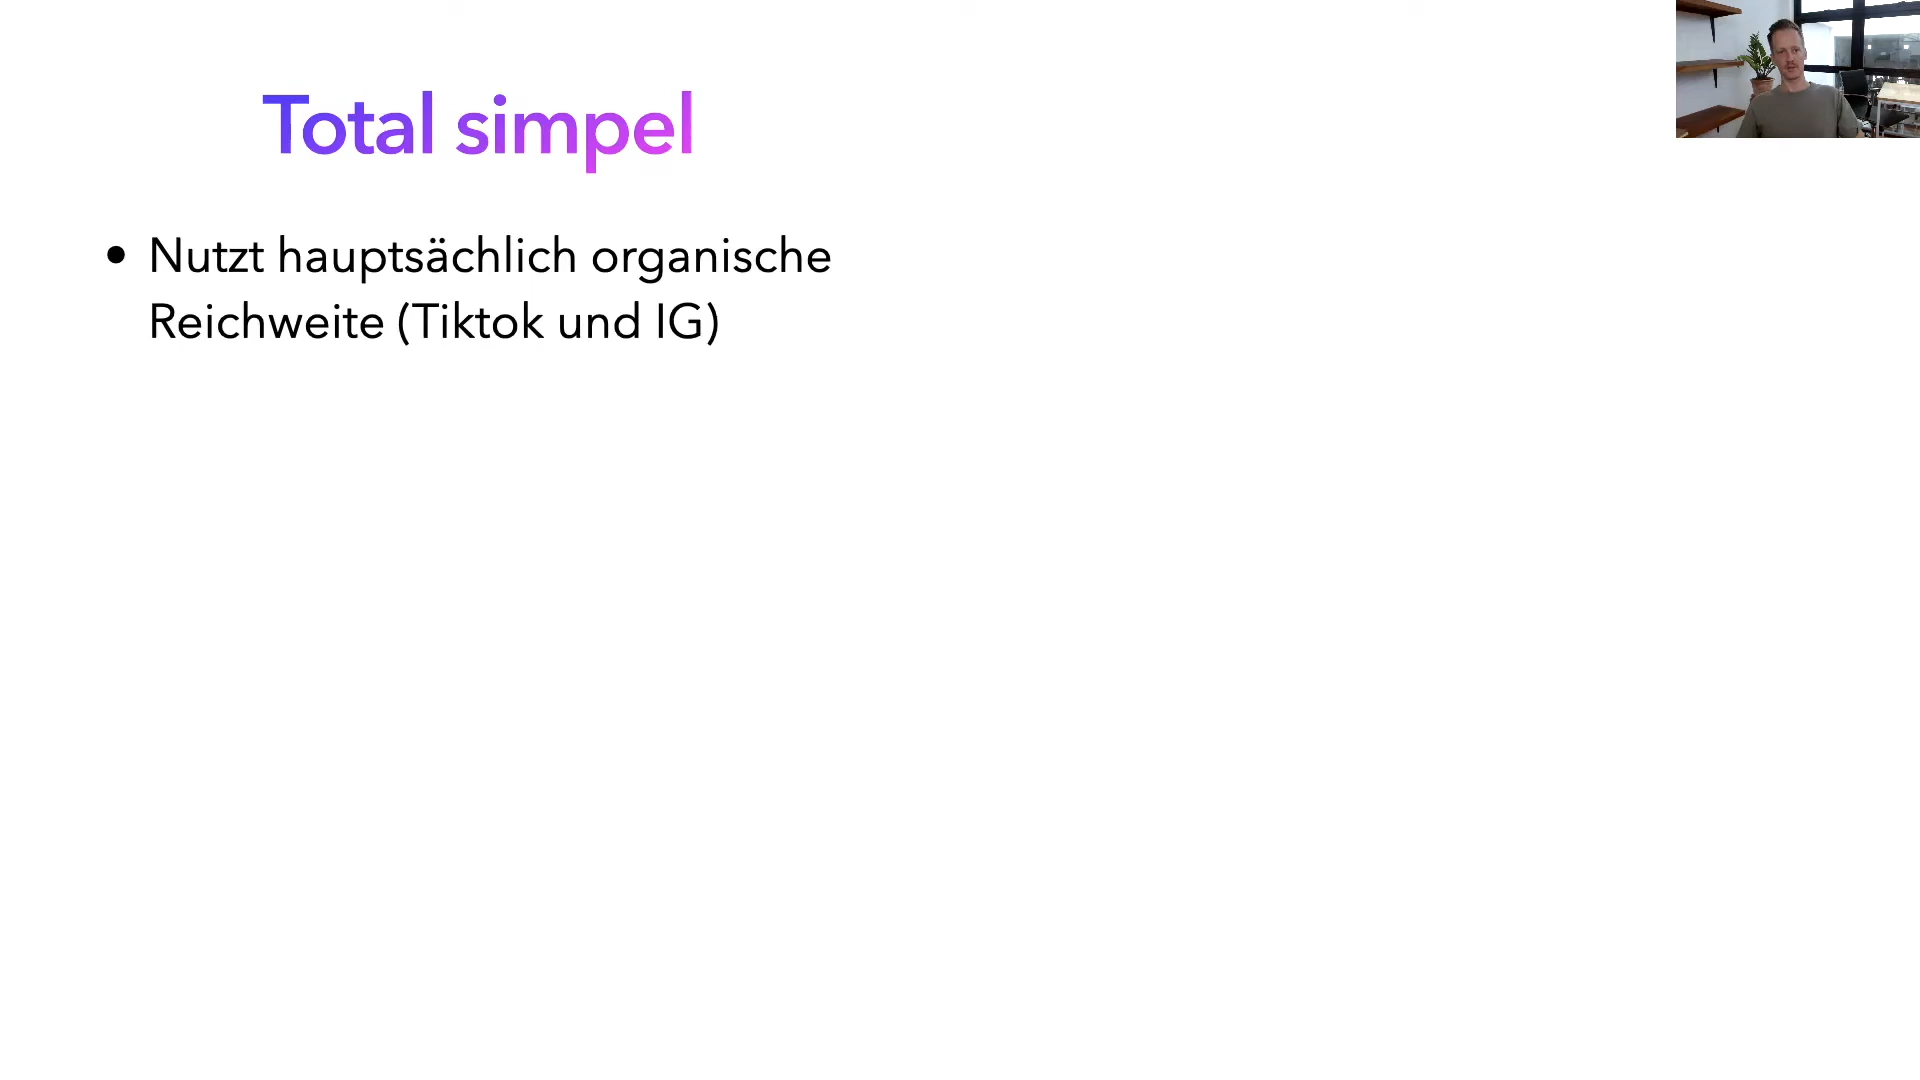 Total simpel
• Nutzt hauptsächlich organische
Reichweite (Tiktok und IG)